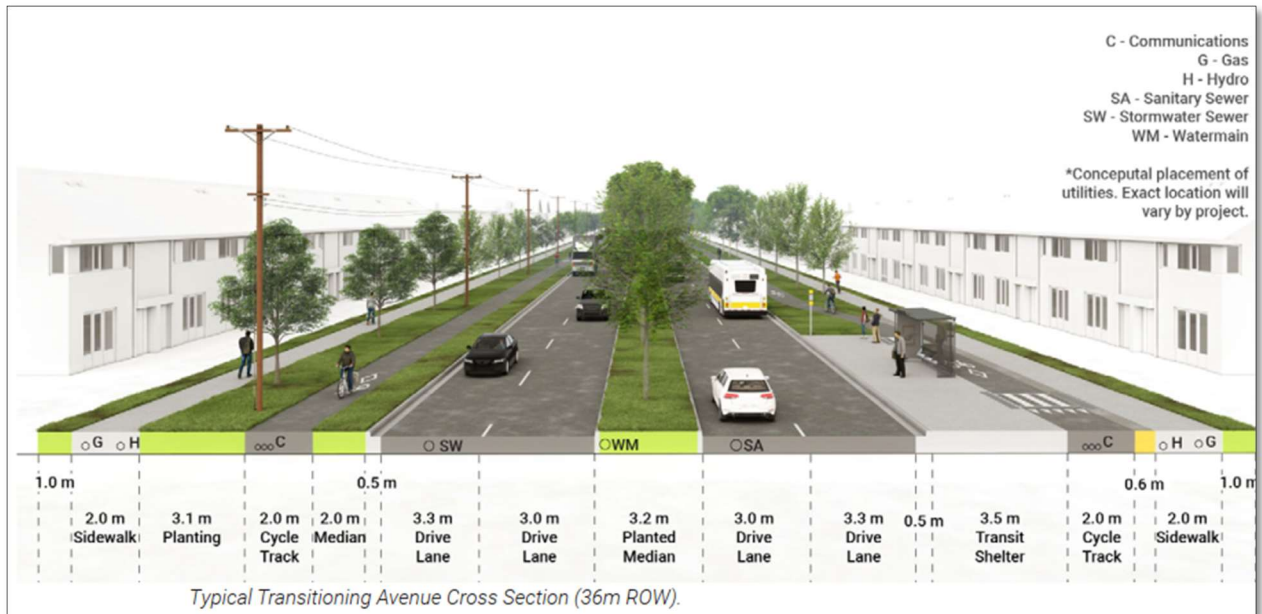 C - Communications
G - Gas
H - Hydro
SA - Sanitary Sewer
SW - Stormwater Sewer
WM - Watermain
*Conceputal placement of
utilities. Exact location will
vary by project.
G H C SW WM SA C H G
1.0 m 0.5 m 0.6 m 1.0 m
2.0 m 3.1 m 2.0 m 2.0 m 3.3 m 3.0 m 3.2 m 3.0 m 3.3 m 0.5 m 3.5 m 2.0 m 2.0 m
Sidewalk Planting Cycle Median Drive Drive Planted Drive Drive Transit Cycle Sidewalk
Track Lane Lane Median Lane Lane Shelter Track
Typical Transitioning Avenue Cross Section (36m ROW).